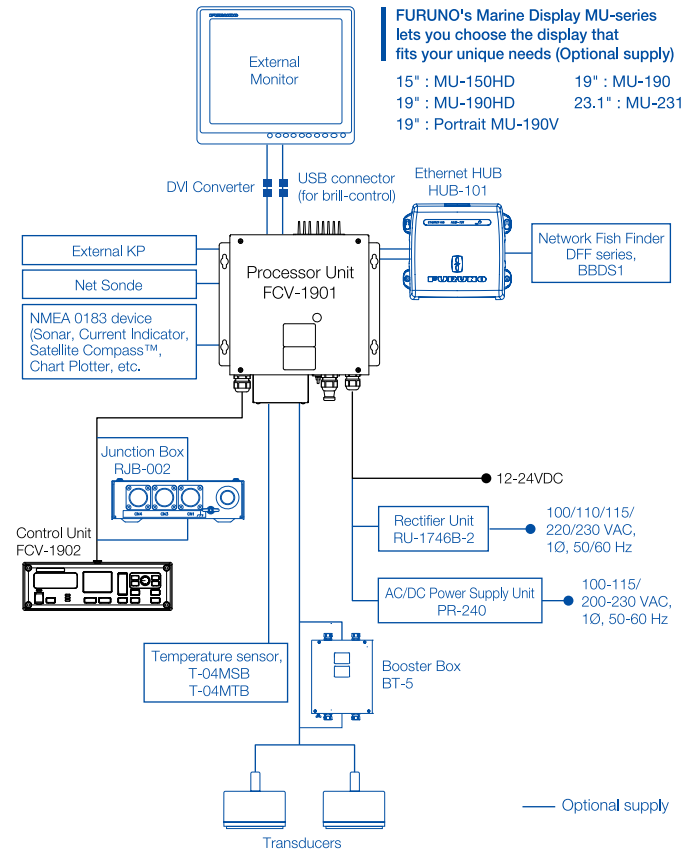 FURUNO's Marine Display MU-series
lets you choose the display that
fits your unique needs (Optional supply)
15" : MU-150HD
19" : MU-190
19" : MU-190HD
23.1" : MU-231
19" : Portrait MU-190V
External
Monitor
DVI Converter
USB connector
(for brill-control)
Ethernet HUB
HUB-101
External KP
Net Sonde
NMEA 0183 device
(Sonar, Current Indicator,
Satellite Compass™,
Chart Plotter, etc.
Processor Unit
FCV-1901
FURUNO
Network Fish Finder
DFF series,
BBDS1
Junction Box
RJB-002
CN4 CN3 CN1
Control Unit
FCV-1902
12-24VDC
Rectifier Unit
RU-1746B-2
100/110/115/
220/230 VAC,
1Ø, 50/60 Hz
AC/DC Power Supply Unit
PR-240
100-115/
200-230 VAC,
1Ø, 50-60 Hz
Temperature sensor,
T-04MSB
T-04MTB
Booster Box
BT-5
Transducers
Optional supply